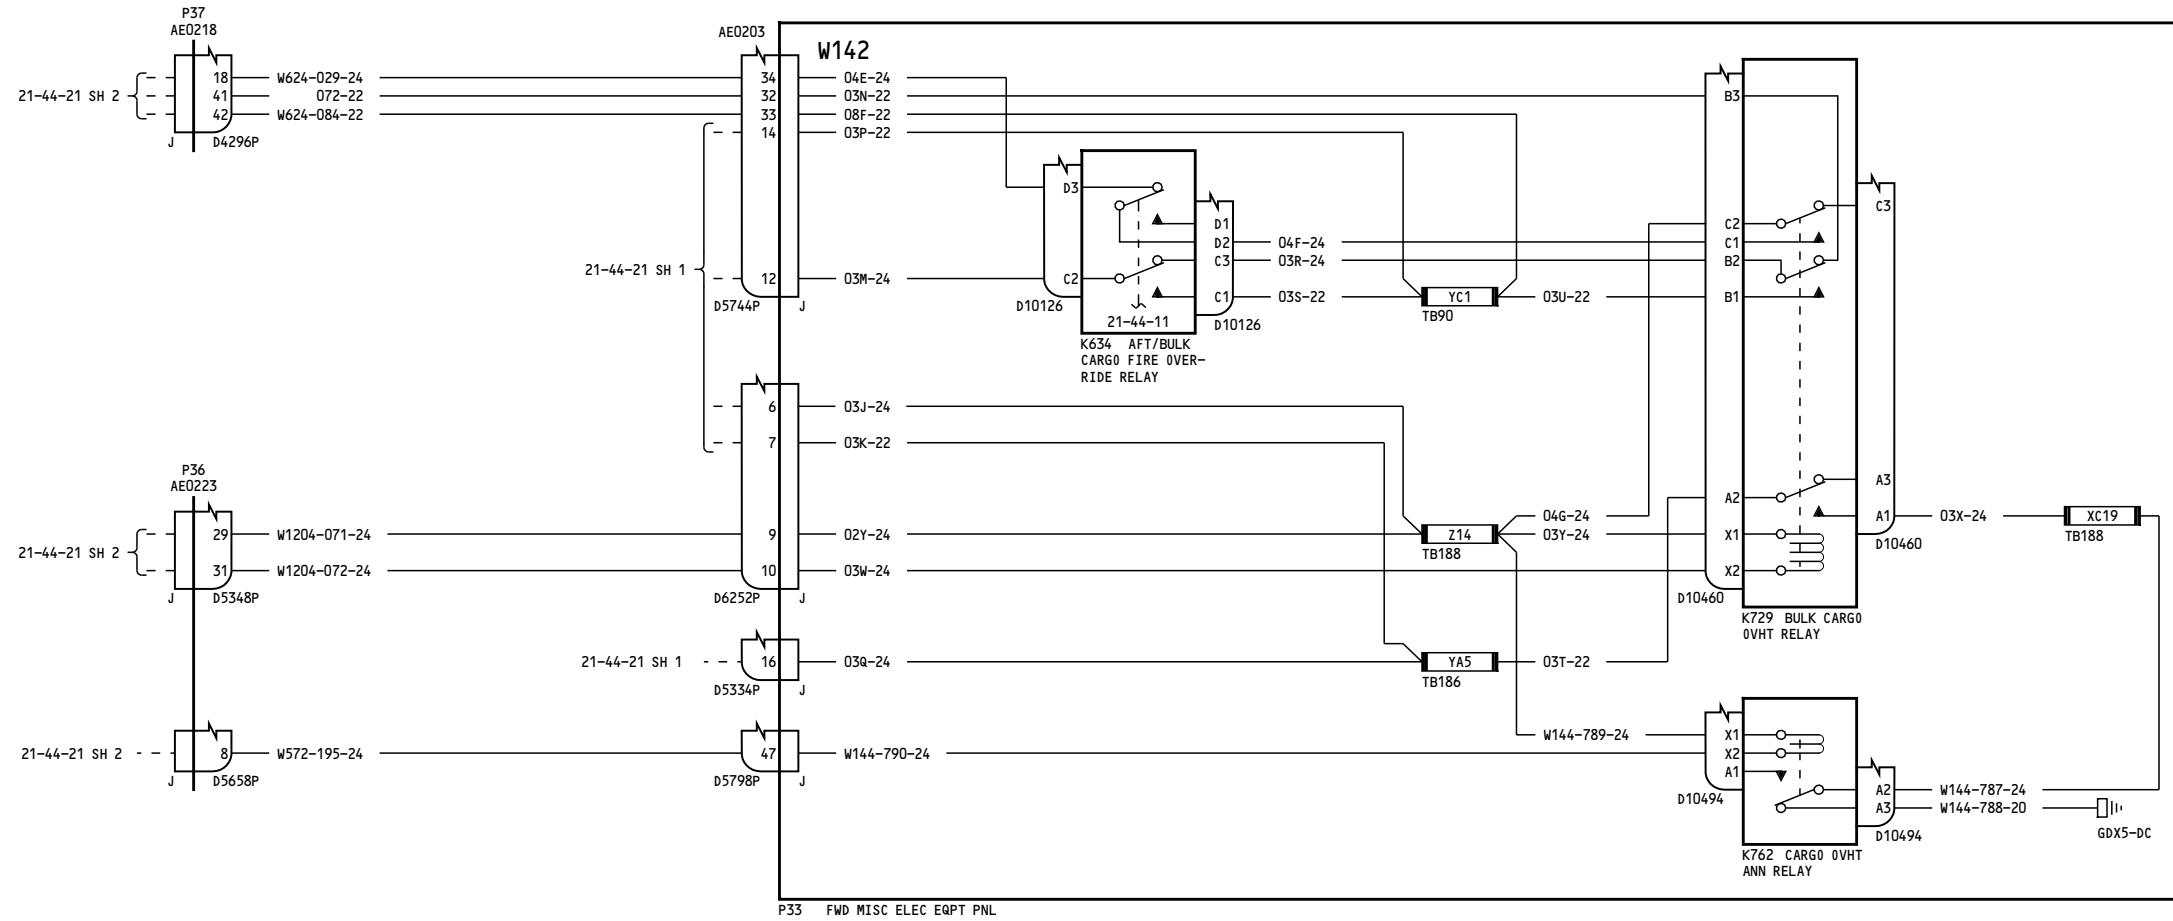 P37
AE0218
21-44-21 SH 2
18
41
42
J
D4296P
W624-029-24
072-22
W624-084-22
AE0203
W142
34
32
33
14
12
21-44-21 SH 1
D5744P
J
04E-24
03N-22
08F-22
03P-22
03M-24
D3
C2
D10126
21-44-11
D1
D2
C3
C1
D10126
K634 AFT/BULK
CARGO FIRE OVER-
RIDE RELAY
04F-24
03R-24
03S-22
YC1
TB90
03U-22
B3
C2
C1
B2
B1
A2
X1
X2
D10460
C3
A3
A1
D10460
K729 BULK CARGO
OVHT RELAY
03X-24
XC19
TB188
6
7
9
10
D6252P
J
03J-24
03K-22
02Y-24
03W-24
Z14
TB188
04G-24
03Y-24
P36
AE0223
21-44-21 SH 2
29
31
J
D5348P
W1204-071-24
W1204-072-24
21-44-21 SH 1
16
D5334P
J
03Q-24
YA5
TB186
03T-22
21-44-21 SH 2
8
J
D5658P
W572-195-24
47
D5798P
J
W144-790-24
W144-789-24
X1
X2
A1
D10494
A2
A3
D10494
K762 CARGO OVHT
ANN RELAY
W144-787-24
W144-788-20
GDX5-DC
P33 FWD MISC ELEC EQPT PNL